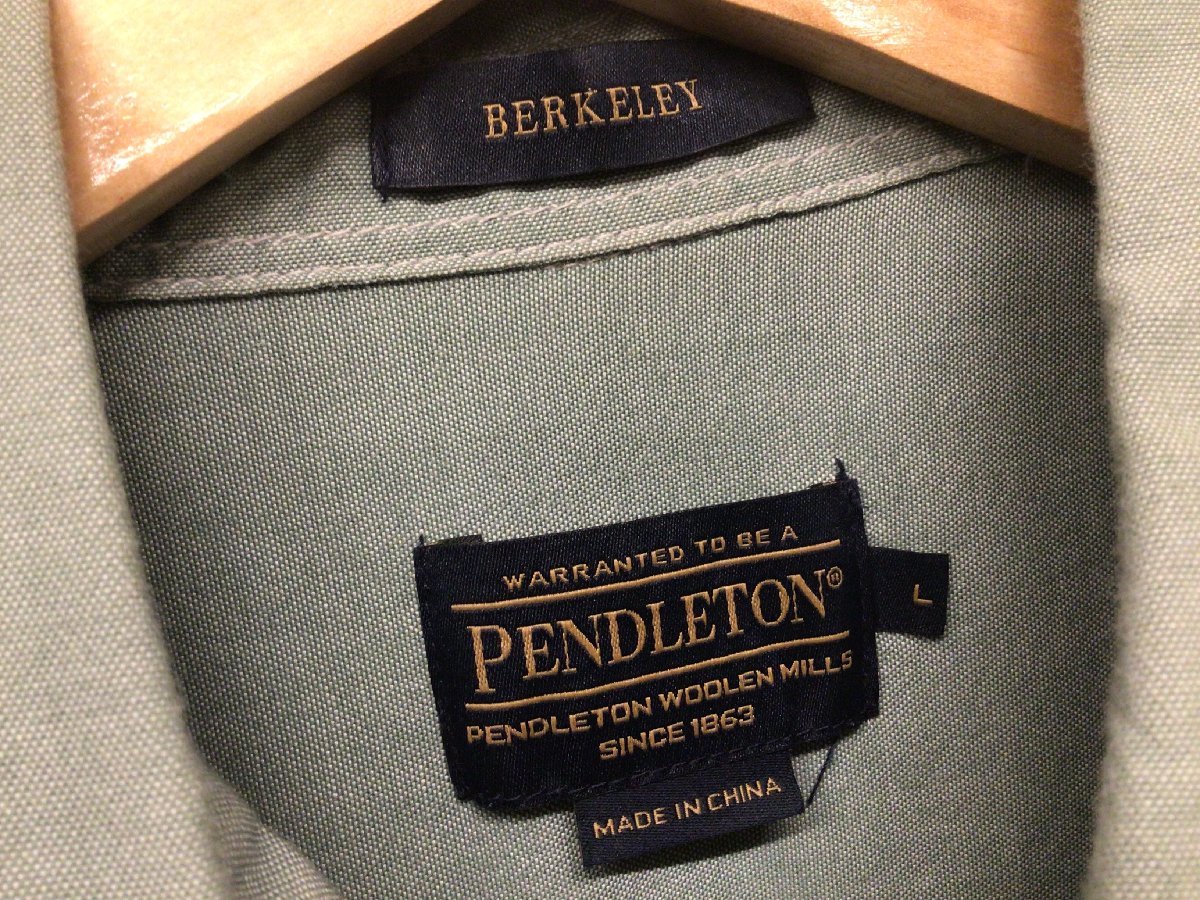 BERKELEY
WARRANTED TO BE A
PENDLETON®
PENDLETON WOOLEN MILLS
SINCE 1863
L
MADE IN CHINA